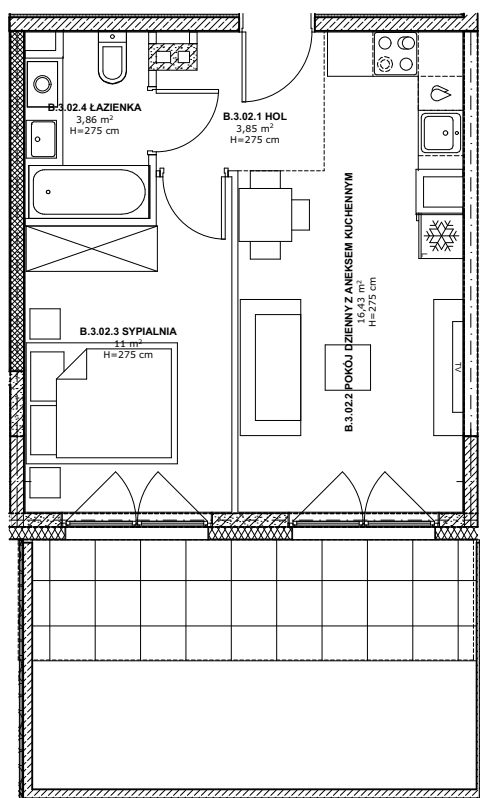 B.3.02.4 ŁAZIENKA
3,86 m²
H=275 cm
B.3.02.1 HOL
3,85 m²
H=275 cm
B.3.02.2 POKÓJ DZIENNY Z ANEKSEM KUCHENNYM
16,43 m²
H=275 cm
B.3.02.3 SYPIALNIA
11 m²
H=275 cm
TV